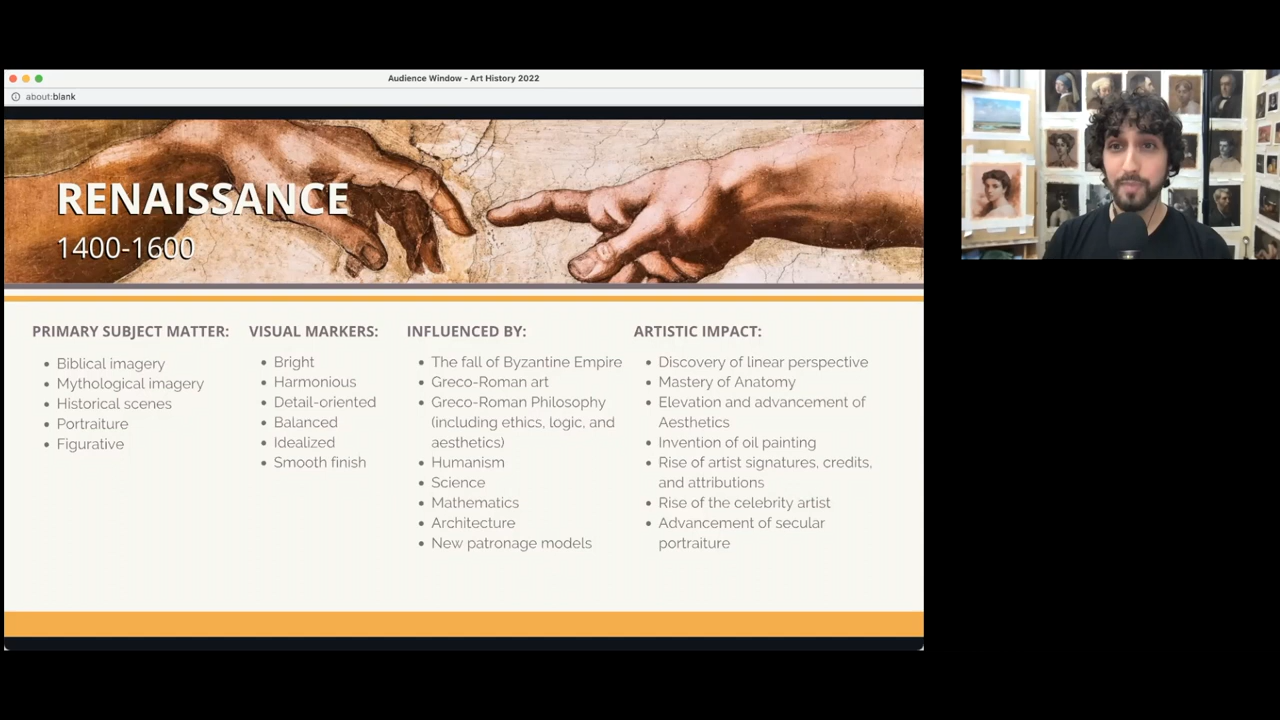 Audience Window - Art History 2022
about:blank
RENAISSANCE
1400-1600
PRIMARY SUBJECT MATTER:
• Biblical imagery
• Mythological imagery
• Historical scenes
• Portraiture
• Figurative
VISUAL MARKERS:
• Bright
• Harmonious
• Detail-oriented
• Balanced
• Idealized
• Smooth finish
INFLUENCED BY:
• The fall of Byzantine Empire
• Greco-Roman art
• Greco-Roman Philosophy
(including ethics, logic, and
aesthetics)
• Humanism
• Science
• Mathematics
• Architecture
• New patronage models
ARTISTIC IMPACT:
• Discovery of linear perspective
• Mastery of Anatomy
• Elevation and advancement of
Aesthetics
• Invention of oil painting
• Rise of artist signatures, credits,
and attributions
• Rise of the celebrity artist
• Advancement of secular
portraiture